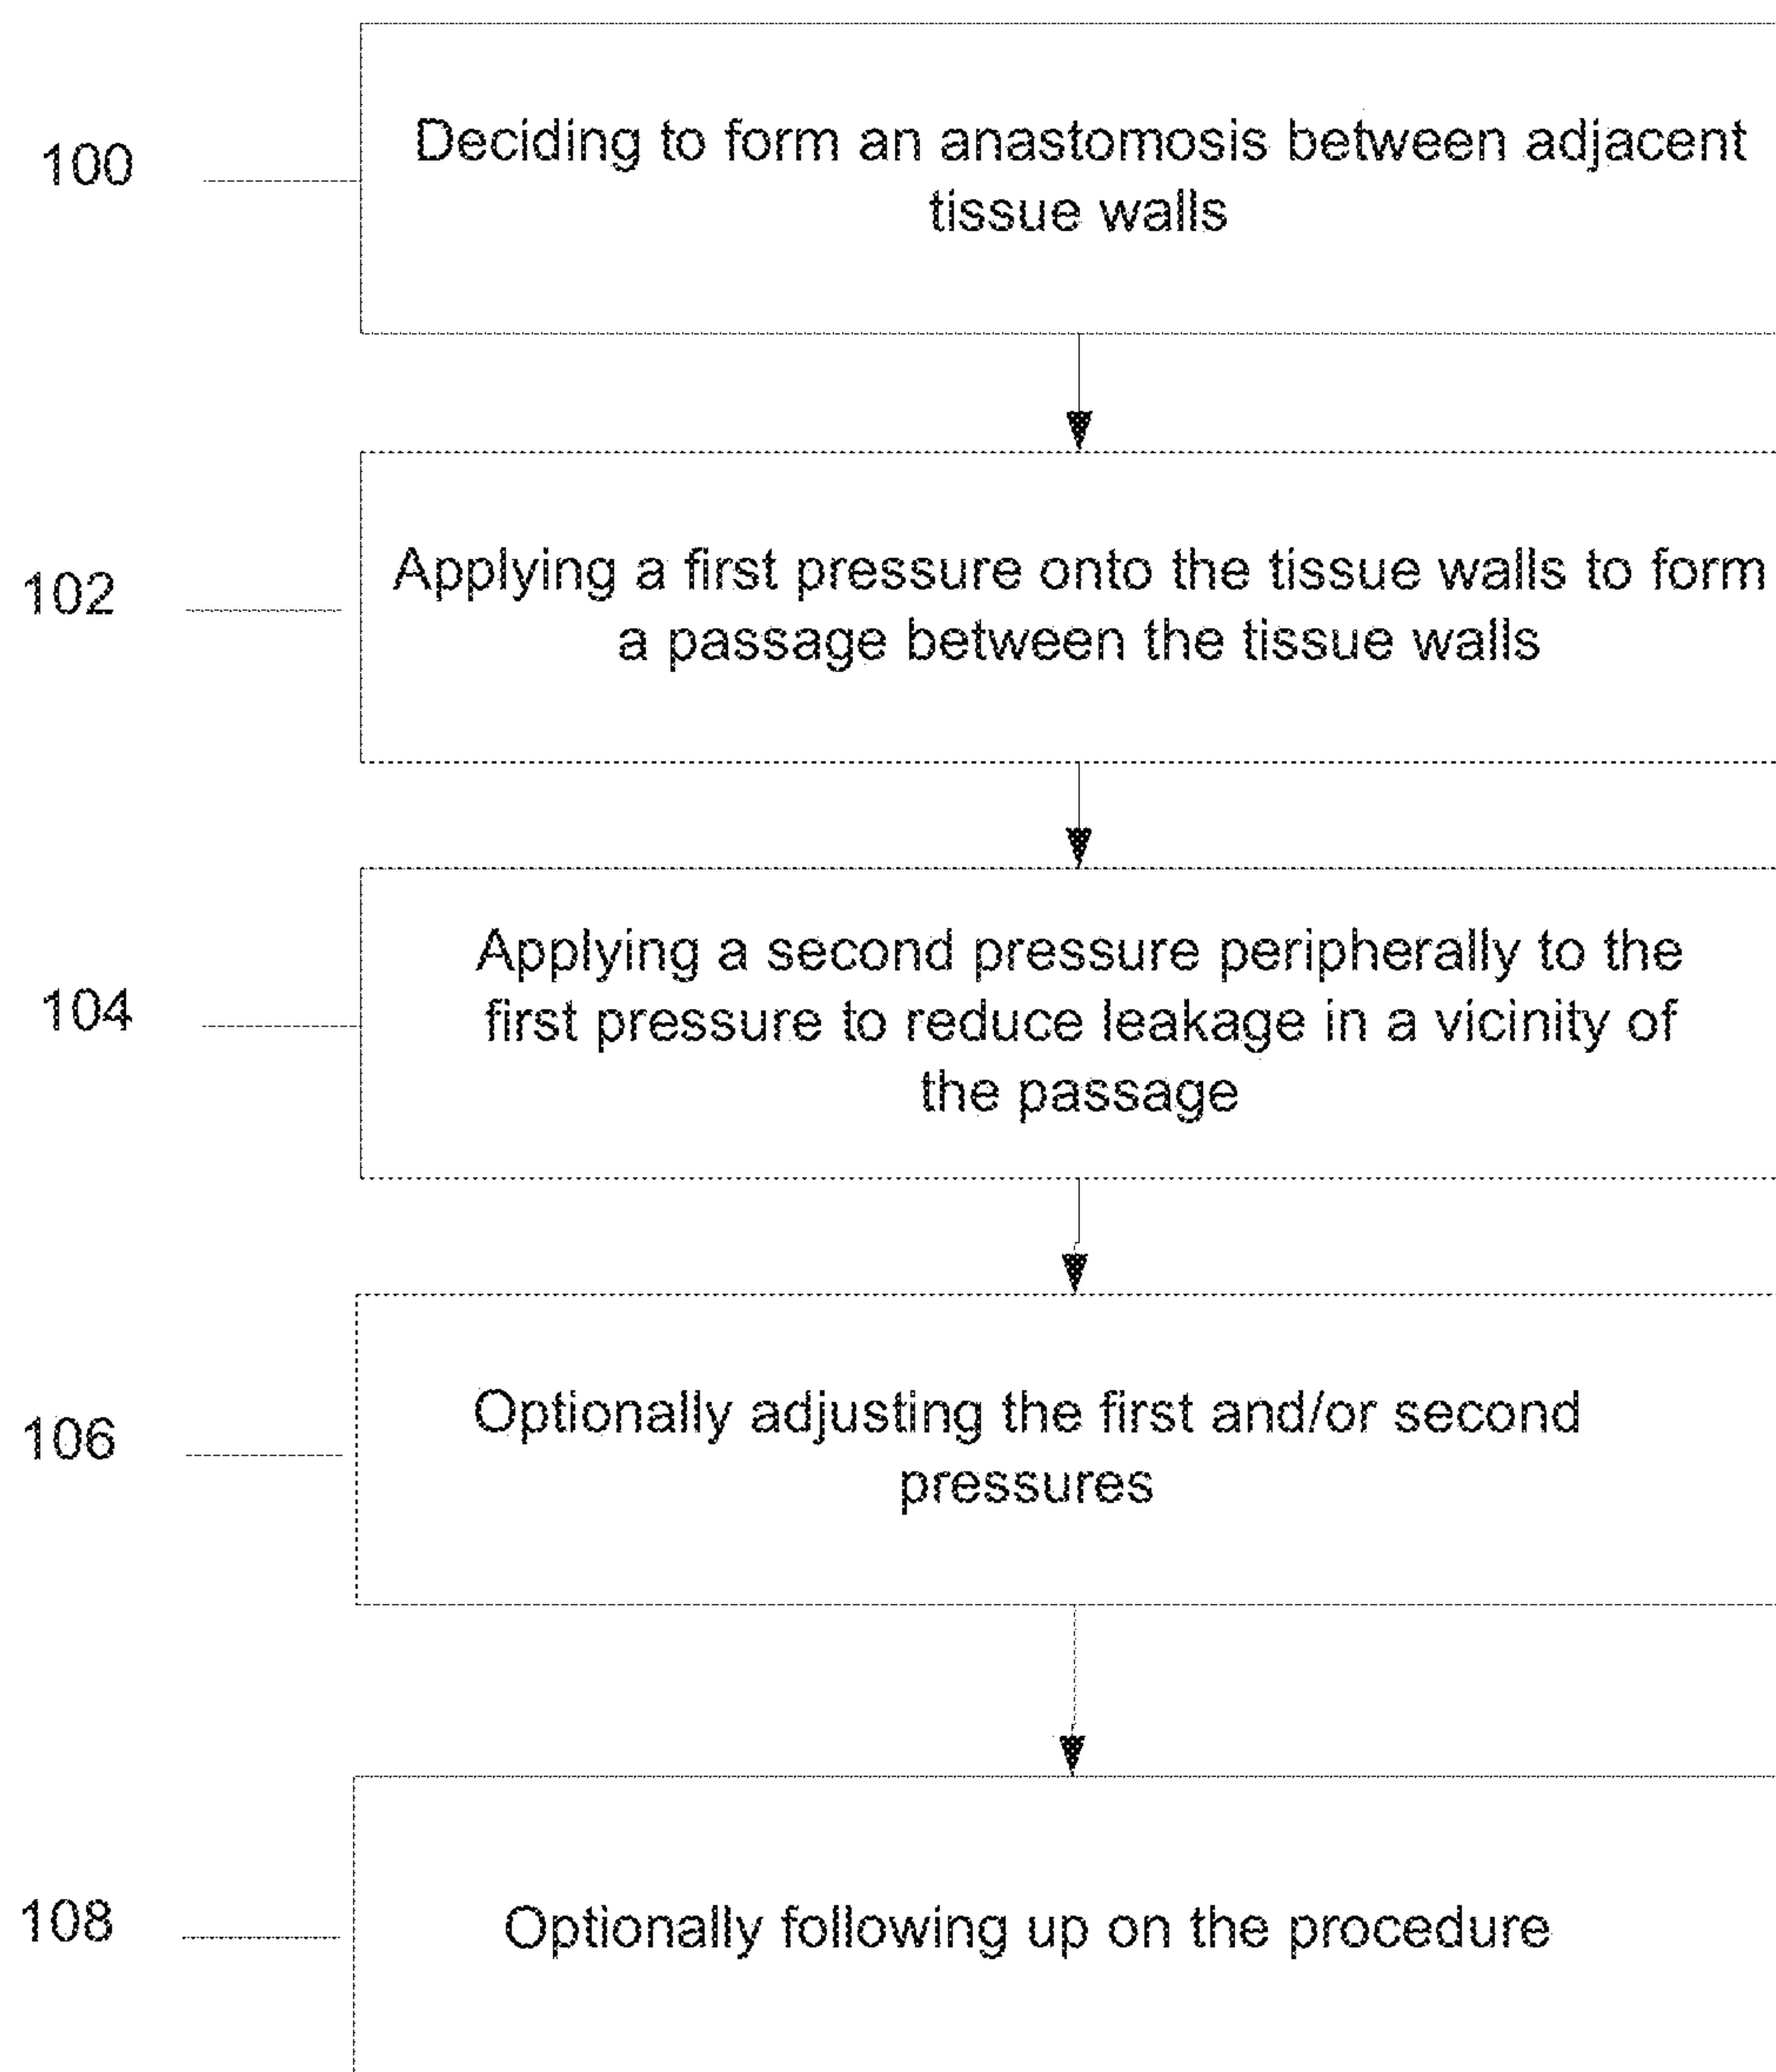 100
Deciding to form an anastomosis between adjacent
tissue walls
102
Applying a first pressure onto the tissue walls to form
a passage between the tissue walls
104
Applying a second pressure peripherally to the
first pressure to reduce leakage in a vicinity of
the passage
106
Optionally adjusting the first and/or second
pressures
108
Optionally following up on the procedure